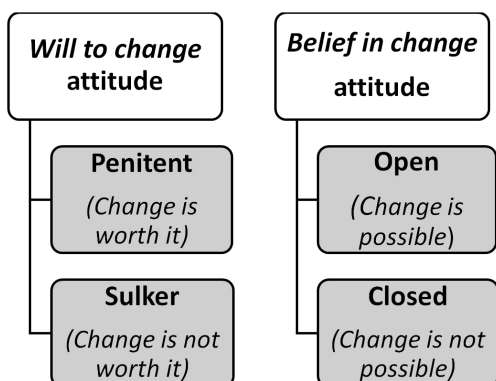 Will to change
attitude
Penitent
(Change is
worth it)
Sulker
(Change is not
worth it)
Belief in change
attitude
Open
(Change is
possible)
Closed
(Change is not
possible)